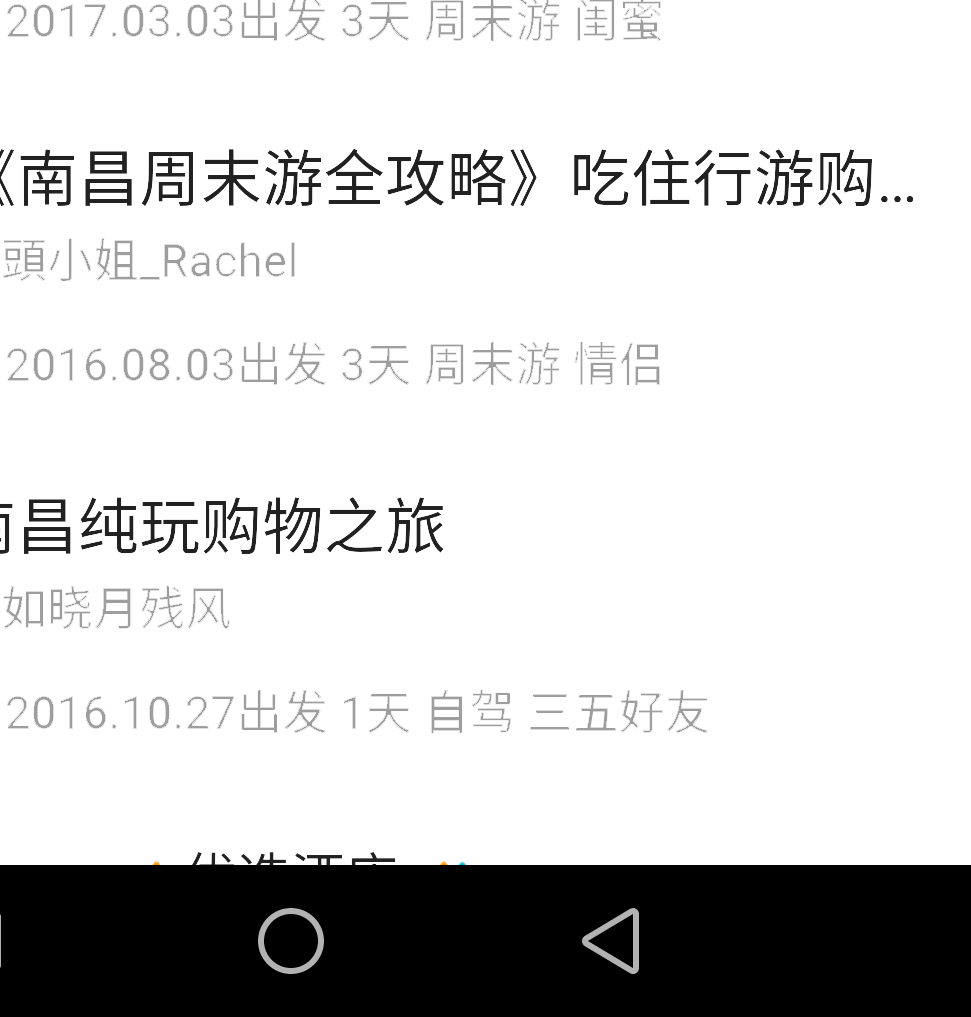 2017.03.03出发 3天 周末游 闺蜜
《南昌周末游全攻略》吃住行游购...
頭小姐_Rachel
2016.08.03出发 3天 周末游 情侣
南昌纯玩购物之旅
如晓月残风
2016.10.27出发 1天 自驾 三五好友
优选酒店